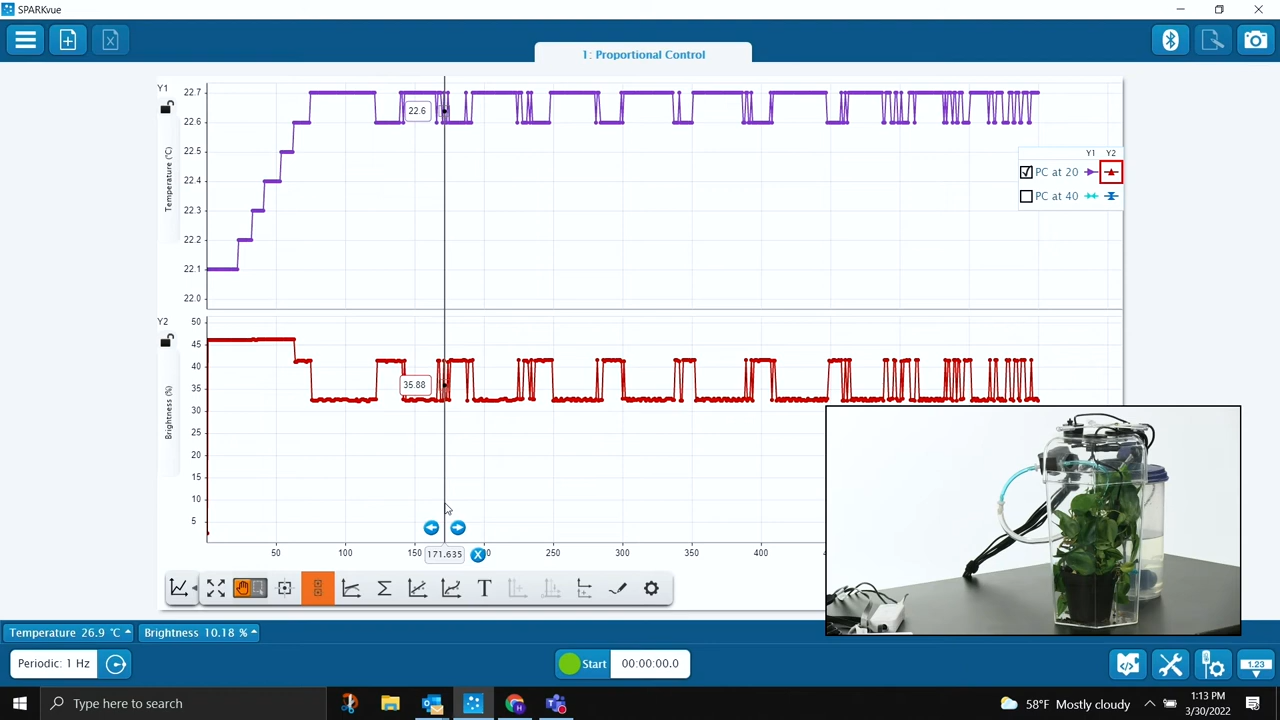 SPARKvue
1: Proportional Control
Y1
22.7
22.6
22.5
22.4
22.3
22.2
22.1
22.0
Temperature (°C)
22.6
Y1 Y2
PC at 20
PC at 40
Y2
50
45
40
35
30
25
20
15
10
5
Brightness (%)
35.88
50 100 150 200 250 300 350 400
171.635
T
Temperature 26.9 °C Brightness 10.18 %
Periodic: 1 Hz Start 00:00:00.0 1.23
Type here to search 58°F Mostly cloudy 1:13 PM
3/30/2022